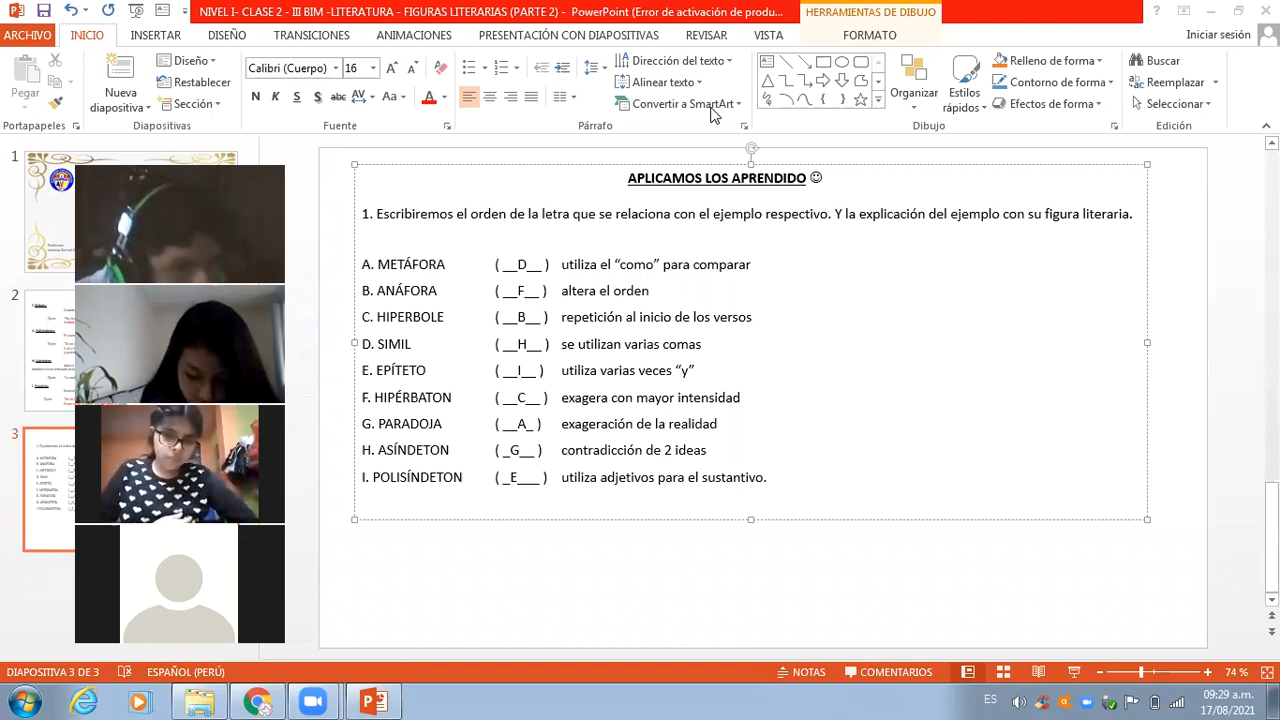 NIVEL I- CLASE 2 - III BIM -LITERATURA - FIGURAS LITERARIAS (PARTE 2) - PowerPoint (Error de activación de produ...
HERRAMIENTAS DE DIBUJO
ARCHIVO INICIO INSERTAR DISEÑO TRANSICIONES ANIMACIONES PRESENTACIÓN CON DIAPOSITIVAS REVISAR VISTA FORMATO Iniciar sesión
Pegar
Nueva diapositiva
Diseño
Restablecer
Sección
Calibri (Cuerpo) 16
N K S S abc AV Aa A
Dirección del texto
Alinear texto
Convertir a SmartArt
Organizar
Estilos rápidos
Relleno de forma
Contorno de forma
Efectos de forma
Buscar
Reemplazar
Seleccionar
Portapapeles Diapositivas Fuente Párrafo Dibujo Edición
1
2
3
APLICAMOS LOS APRENDIDO ☺
1. Escribiremos el orden de la letra que se relaciona con el ejemplo respectivo. Y la explicación del ejemplo con su figura literaria.
A. METÁFORA ( __D__ ) utiliza el “como” para comparar
B. ANÁFORA ( __F__ ) altera el orden
C. HIPERBOLE ( __B__ ) repetición al inicio de los versos
D. SIMIL ( __H__ ) se utilizan varias comas
E. EPÍTETO ( __I__ ) utiliza varias veces “y”
F. HIPÉRBATON ( __C__ ) exagera con mayor intensidad
G. PARADOJA ( __A_ ) exageración de la realidad
H. ASÍNDETON ( _G__ ) contradicción de 2 ideas
I. POLISÍNDETON ( _E___ ) utiliza adjetivos para el sustantivo.
DIAPOSITIVA 3 DE 3 ESPAÑOL (PERÚ) NOTAS COMENTARIOS 74 %
ES 09:29 a.m.
17/08/2021